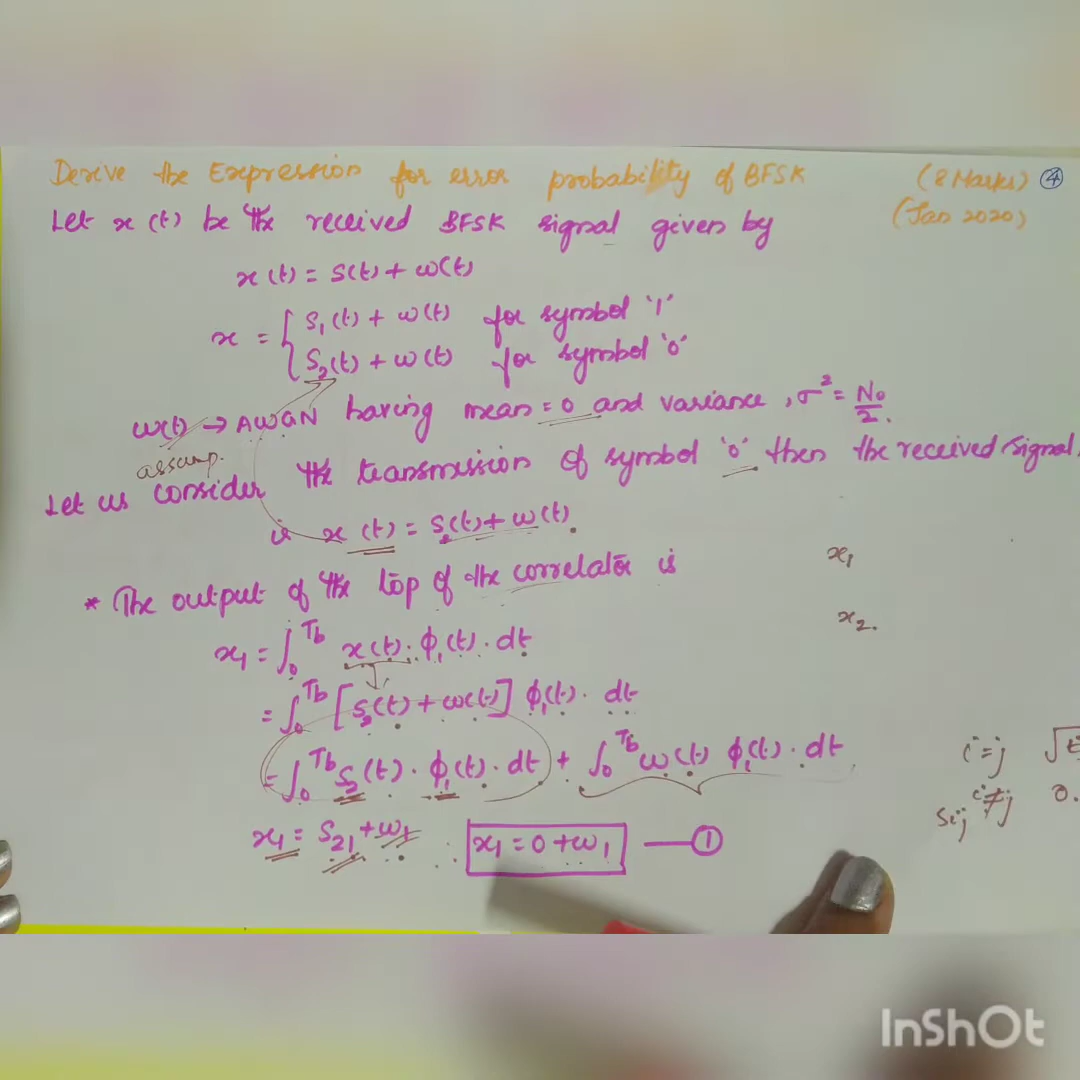 Derive the Expression for error probability of BFSK (8 Marks) ④
Let x(t) be the received BFSK signal given by (Jan 2020)
x(t) = S(t) + w(t)
x = { S₁(t) + w(t) for symbol '1'
S₂(t) + w(t) for symbol '0'
w(t) → AWGN having mean = 0 and variance, σ² = N₀/2.
assump.
Let us consider the transmission of symbol '0' then the received signal
is x(t) = S₂(t) + w(t).
* The output of the top of the correlator is
x₁
x₂.
x₁ = ∫₀^Tb x(t). ϕ₁(t). dt
= ∫₀^Tb [S₂(t) + w(t)] ϕ₁(t). dt
= ∫₀^Tb S₂(t). ϕ₁(t). dt + ∫₀^Tb w(t) ϕ₁(t). dt
i=j √E
Sij i≠j 0.
x₁ = S₂₁ + w₁ ∴ x₁ = 0 + w₁ —①
InShOt